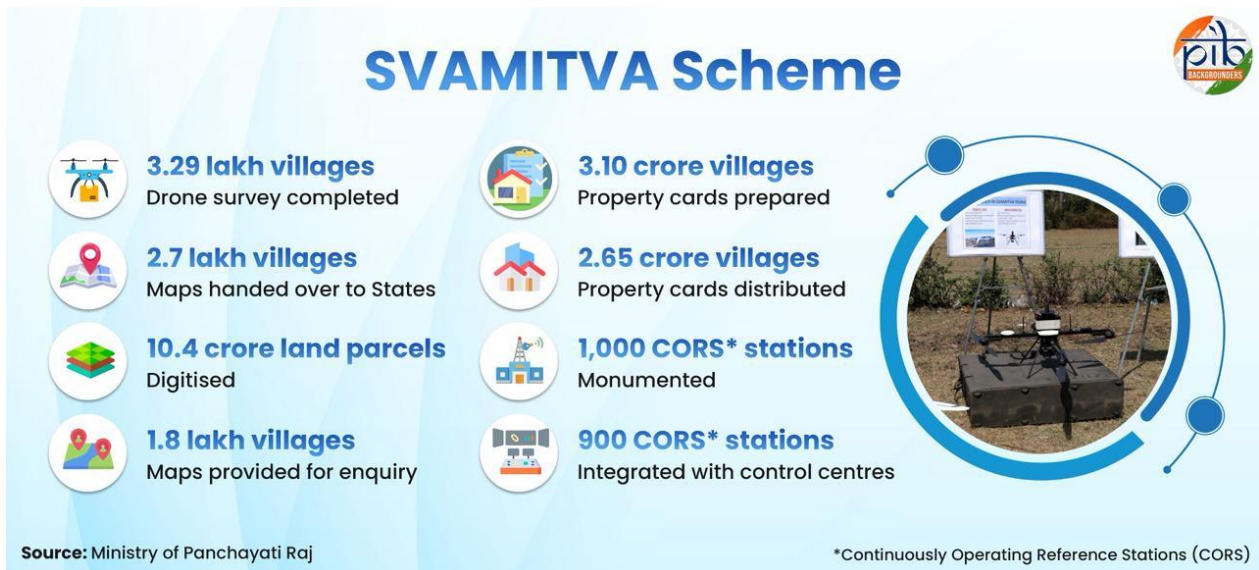 SVAMITVA Scheme
pib
BACKGROUNDERS
3.29 lakh villages
Drone survey completed
2.7 lakh villages
Maps handed over to States
10.4 crore land parcels
Digitised
1.8 lakh villages
Maps provided for enquiry
3.10 crore villages
Property cards prepared
2.65 crore villages
Property cards distributed
1,000 CORS* stations
Monumented
900 CORS* stations
Integrated with control centres
Source: Ministry of Panchayati Raj
*Continuously Operating Reference Stations (CORS)